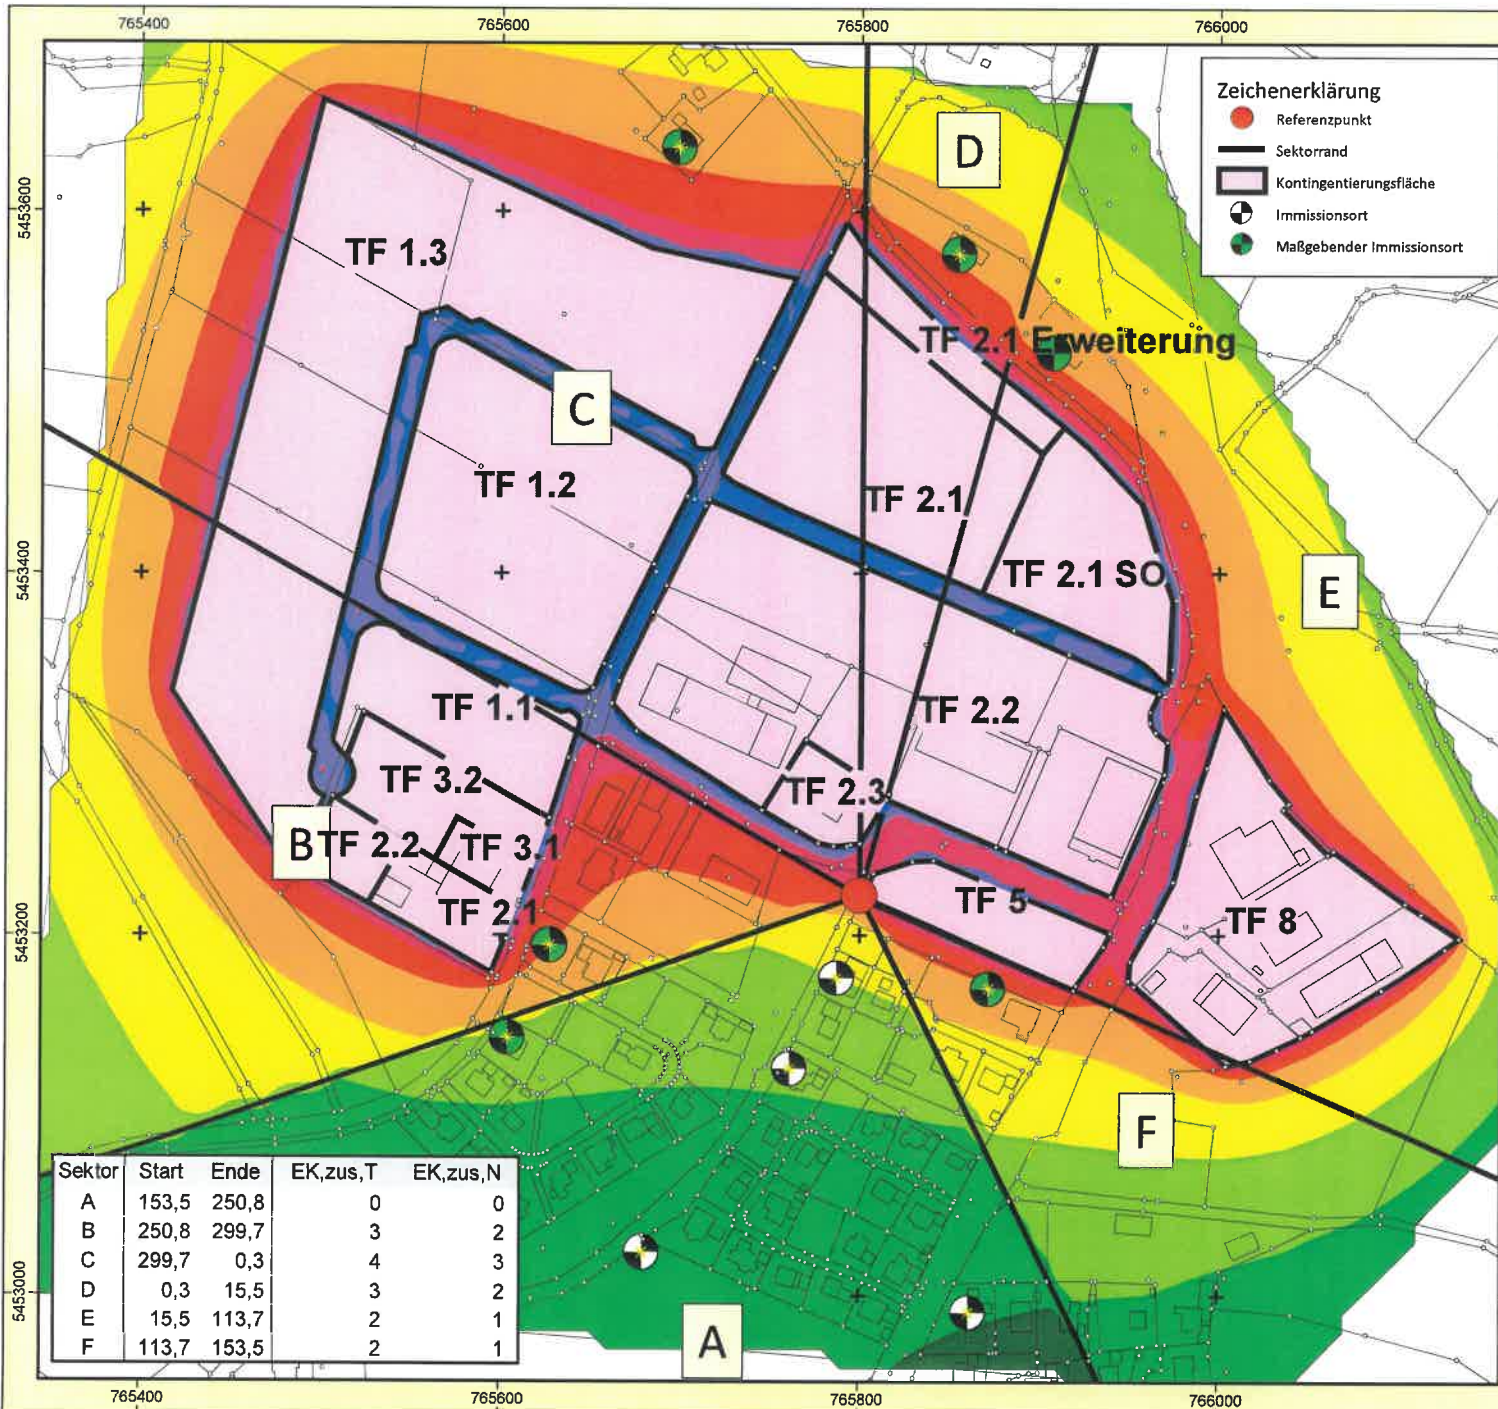 765400 765600 765800 766000
Zeichenerklärung
Referenzpunkt
Sektorrand
Kontingentierungsfläche
Immissionsort
Maßgebender Immissionsort
D
5453600
TF 1.3
TF 2.1 Erweiterung
C
TF 1.2
TF 2.1
5453400
TF 2.1 SO
E
TF 1.1
TF 2.2
TF 3.2
TF 2.3
B
TF 2.2
TF 3.1
TF 2.1
TF 5
TF 8
5453200
F
Sektor Start Ende EK,zus,T EK,zus,N
A 153,5 250,8 0 0
B 250,8 299,7 3 2
C 299,7 0,3 4 3
D 0,3 15,5 3 2
E 15,5 113,7 2 1
F 113,7 153,5 2 1
5453000
A
765400 765600 765800 766000